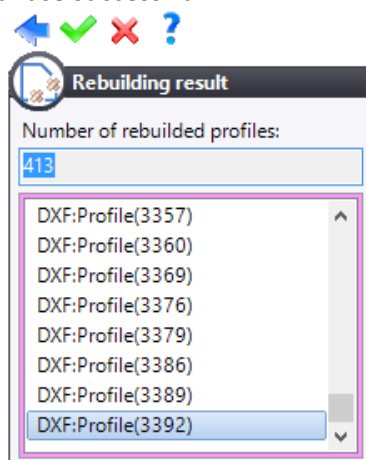 Rebuilding result
Number of rebuilded profiles:
413
DXF:Profile(3357)
DXF:Profile(3360)
DXF:Profile(3369)
DXF:Profile(3376)
DXF:Profile(3379)
DXF:Profile(3386)
DXF:Profile(3389)
DXF:Profile(3392)